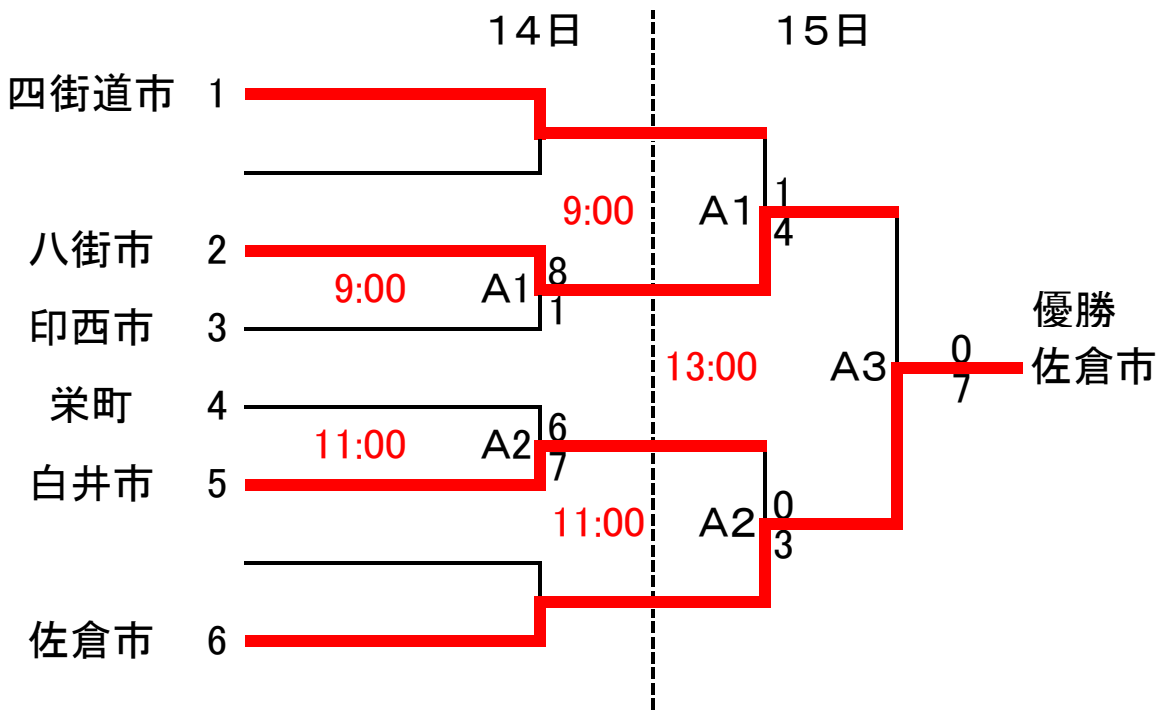 14日 15日
四街道市 1
1
9:00 A1
4
八街市 2
8
9:00 A1
1
印西市 3
優勝
0
13:00 A3 佐倉市
7
栄町 4
6
11:00 A2
7
白井市 5
0
11:00 A2
3
佐倉市 6